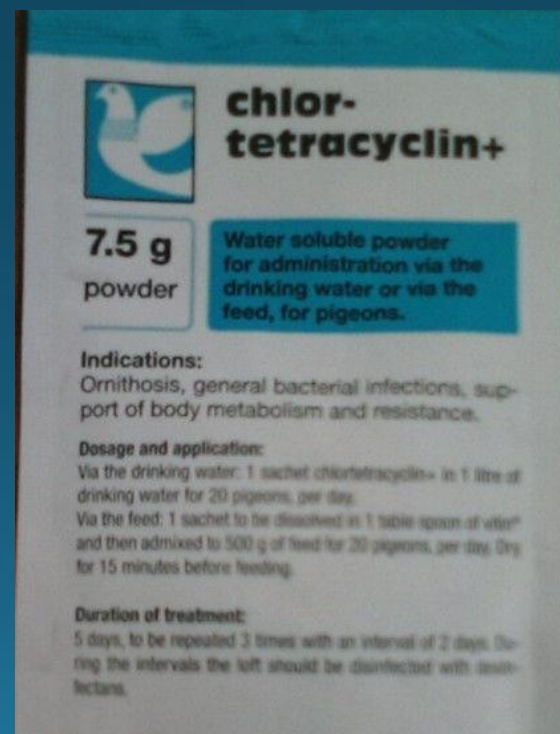 chlor-
tetracyclin+
7.5 g
powder
Water soluble powder
for administration via the
drinking water or via the
feed, for pigeons.
Indications:
Ornithosis, general bacterial infections, sup-
port of body metabolism and resistance.
Dosage and application:
Via the drinking water: 1 sachet chlortetracyclin+ in 1 litre of
drinking water for 20 pigeons, per day.
Via the feed: 1 sachet to be dissolved in 1 table spoon of
and then admixed to 500 g of feed for 20 pigeons, per day. Dry
for 15 minutes before feeding.
Duration of treatment:
5 days, to be repeated 3 times with an interval of 2 days. Du-
ring the intervals the loft should be disinfected with